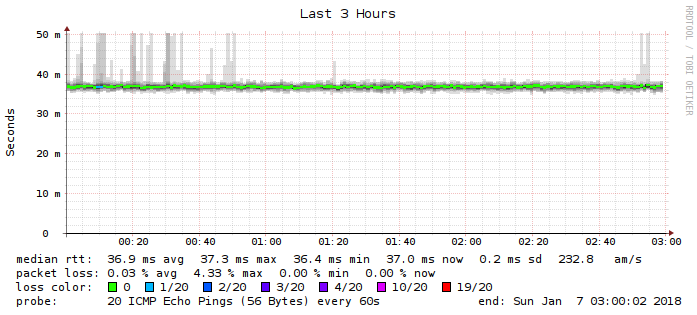 Last 3 Hours
RRDTOOL / TOBI OETIKER
Seconds
50 m
40 m
30 m
20 m
10 m
0
00:20 00:40 01:00 01:20 01:40 02:00 02:20 02:40 03:00
median rtt: 36.9 ms avg 37.3 ms max 36.4 ms min 37.0 ms now 0.2 ms sd 232.8 am/s
packet loss: 0.03 % avg 4.33 % max 0.00 % min 0.00 % now
loss color: 0 1/20 2/20 3/20 4/20 10/20 19/20
probe: 20 ICMP Echo Pings (56 Bytes) every 60s end: Sun Jan 7 03:00:02 2018